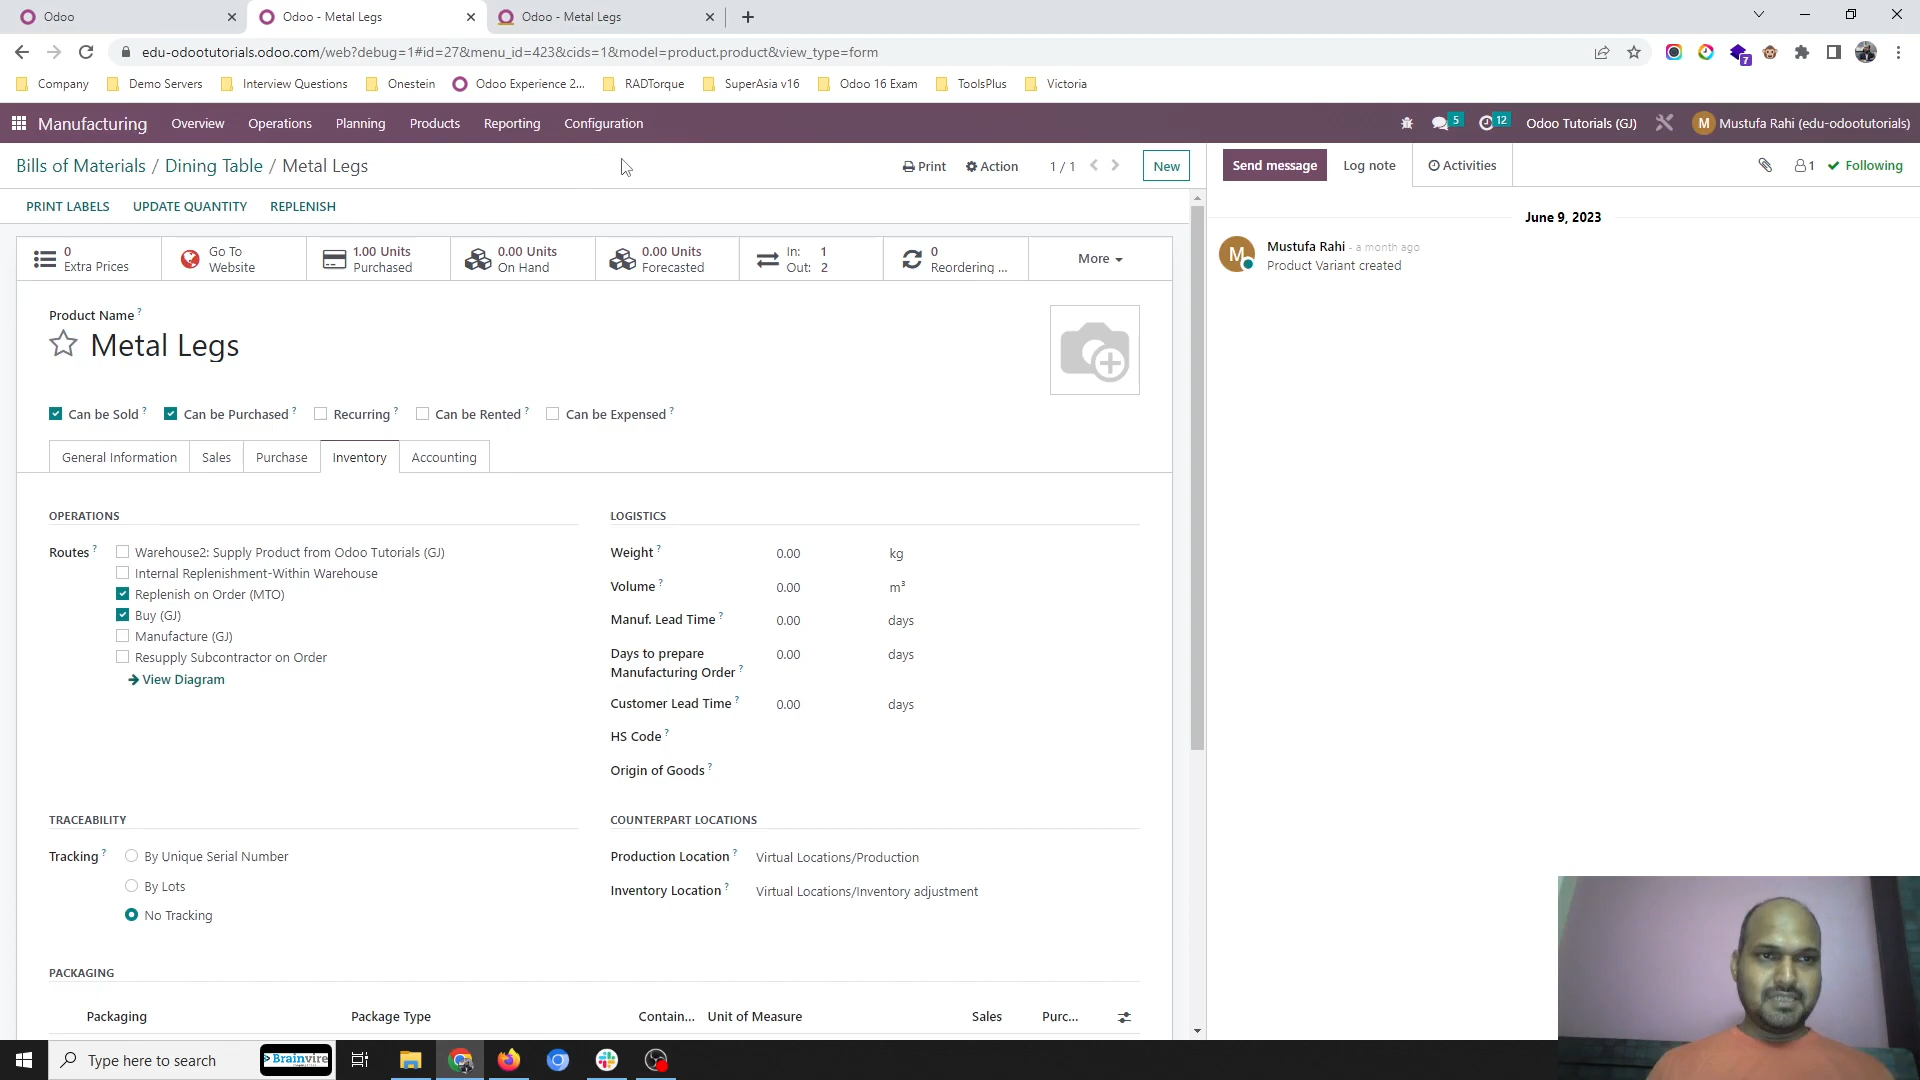 Odoo
Odoo - Metal Legs
Odoo - Metal Legs
edu-odootutorials.odoo.com/web?debug=1#id=27&menu_id=423&cids=1&model=product.product&view_type=form
7
Company
Demo Servers
Interview Questions
Onestein
Odoo Experience 2...
RADTorque
SuperAsia v16
Odoo 16 Exam
ToolsPlus
Victoria
Manufacturing
Overview
Operations
Planning
Products
Reporting
Configuration
5
12
Odoo Tutorials (GJ)
M
Mustufa Rahi (edu-odootutorials)
Bills of Materials / Dining Table / Metal Legs
Print
Action
1 / 1
New
Send message
Log note
Activities
1
Following
PRINT LABELS
UPDATE QUANTITY
REPLENISH
0
Extra Prices
Go To
Website
1.00 Units
Purchased
0.00 Units
On Hand
0.00 Units
Forecasted
In: 1
Out: 2
0
Reordering ...
More
June 9, 2023
M
Mustufa Rahi - a month ago
Product Variant created
Product Name ?
Metal Legs
Can be Sold ?
Can be Purchased ?
Recurring ?
Can be Rented ?
Can be Expensed ?
General Information
Sales
Purchase
Inventory
Accounting
OPERATIONS
Routes ?
Warehouse2: Supply Product from Odoo Tutorials (GJ)
Internal Replenishment-Within Warehouse
Replenish on Order (MTO)
Buy (GJ)
Manufacture (GJ)
Resupply Subcontractor on Order
View Diagram
LOGISTICS
Weight ? 0.00 kg
Volume ? 0.00 m³
Manuf. Lead Time ? 0.00 days
Days to prepare
Manufacturing Order ? 0.00 days
Customer Lead Time ? 0.00 days
HS Code ?
Origin of Goods ?
TRACEABILITY
Tracking ?
By Unique Serial Number
By Lots
No Tracking
COUNTERPART LOCATIONS
Production Location ? Virtual Locations/Production
Inventory Location ? Virtual Locations/Inventory adjustment
PACKAGING
Packaging
Package Type
Contain...
Unit of Measure
Sales
Purc...
Type here to search
Brainvire